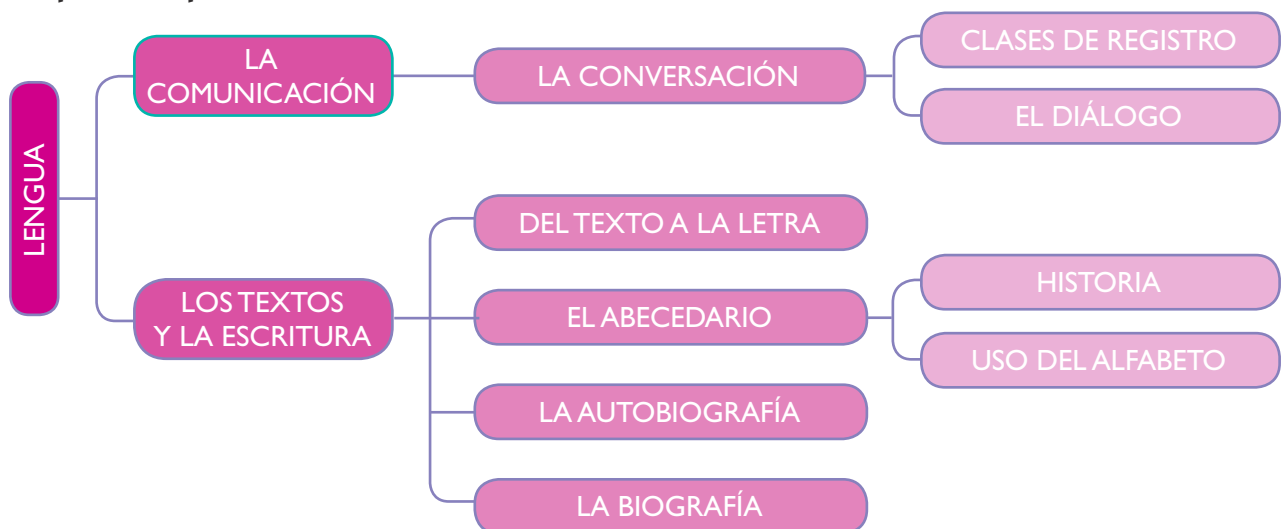 LENGUA
LA
COMUNICACIÓN
LA CONVERSACIÓN
CLASES DE REGISTRO
EL DIÁLOGO
LOS TEXTOS
Y LA ESCRITURA
DEL TEXTO A LA LETRA
EL ABECEDARIO
HISTORIA
USO DEL ALFABETO
LA AUTOBIOGRAFÍA
LA BIOGRAFÍA